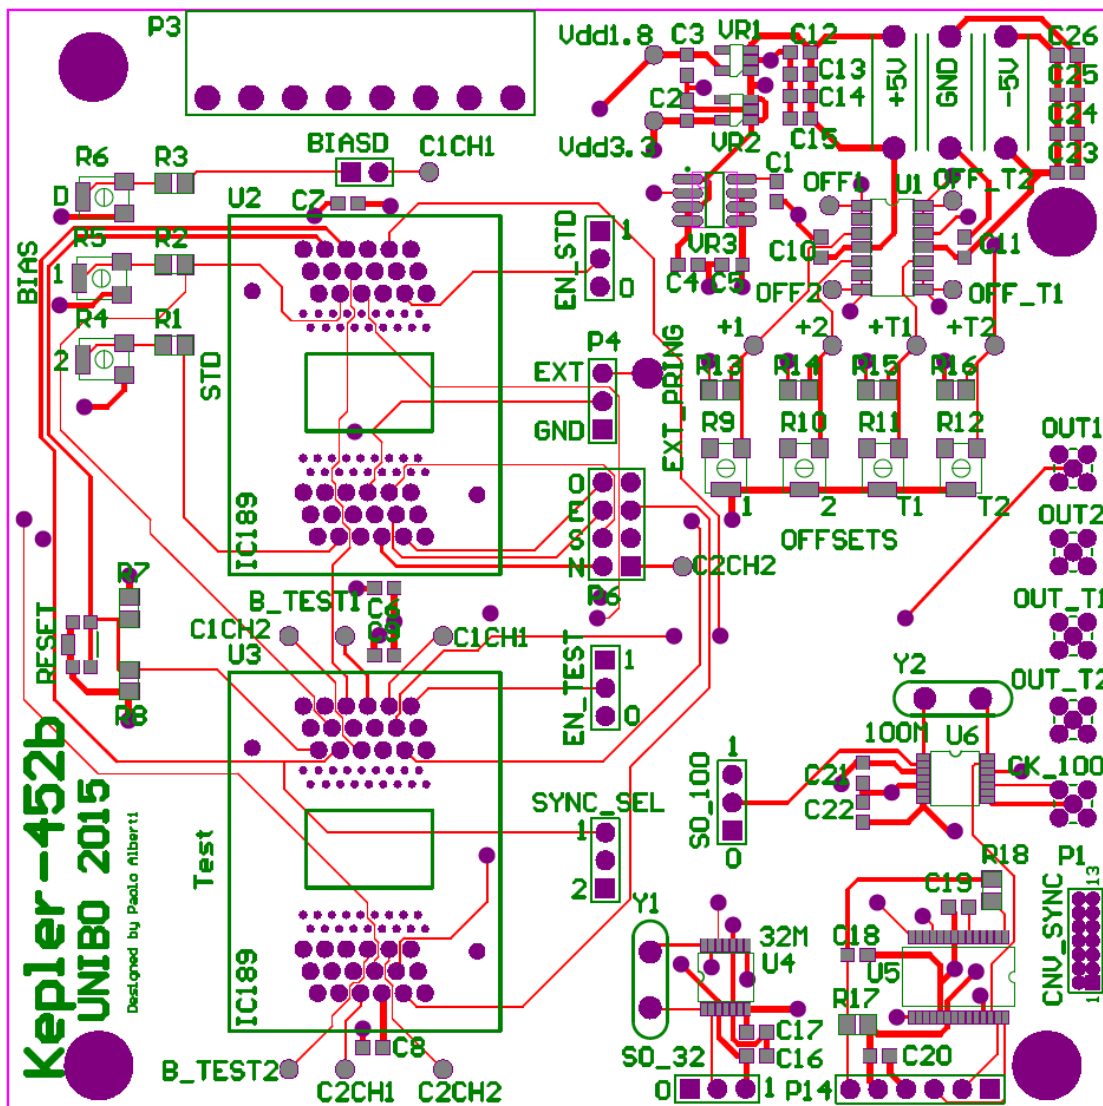 P3
Vdd1.8
C3
VR1
C12
C26
C13
C25
C2
C14
+5V
GND
-5V
C24
Vdd3.3
VR2
C15
C23
BIASD
C1CH1
R6
R3
D
U2
C7
C1
OFF1
U1
OFF_T2
BIAS
R5
R2
1
EN_STD
1
0
VR3
C4
C5
C10
C11
OFF2
OFF_T1
R4
R1
2
STD
P4
EXT
GND
EXT_PRING
+1
+2
+T1
+T2
R13
R14
R15
R16
R9
R10
R11
R12
OUT1
1
2
T1
T2
OFFSETS
IC189
O
E
S
N
P6
C2CH2
OUT2
R7
B_TEST1
C6
C9
C1CH2
C1CH1
OUT_T1
RESET
U3
EN_TEST
1
0
Y2
OUT_T2
R8
100M
U6
SO_100
1
0
C21
C22
CK_100
SYNC_SEL
1
2
Kepler-452b
UNIBO 2015
Designed by Paolo Alberti
Test
R18
P1
13
CNV_SYNC
1
C19
Y1
32M
U4
C18
U5
IC189
R17
C17
C16
C20
C8
SO_32
0
1
P14
B_TEST2
C2CH1
C2CH2